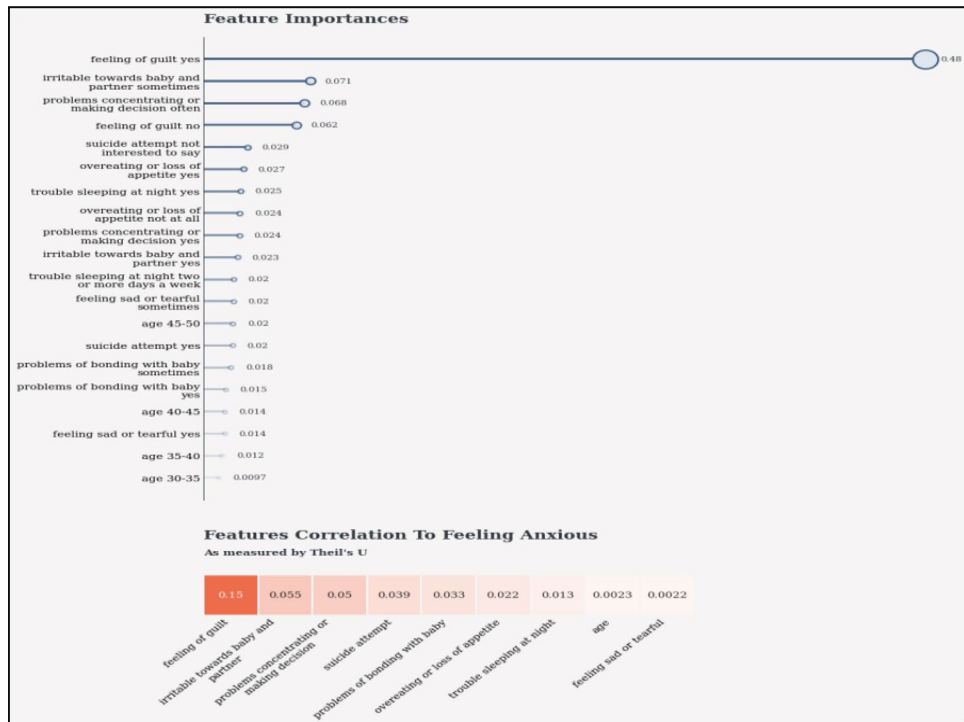 Feature Importances
feeling of guilt yes
0.48
irritable towards baby and
partner sometimes
0.071
problems concentrating or
making decision often
0.068
feeling of guilt no
0.062
suicide attempt not
interested to say
0.029
overeating or loss of
appetite yes
0.027
trouble sleeping at night yes
0.025
overeating or loss of
appetite not at all
0.024
problems concentrating or
making decision yes
0.024
irritable towards baby and
partner yes
0.023
trouble sleeping at night two
or more days a week
0.02
feeling sad or tearful
sometimes
0.02
age 45-50
0.02
suicide attempt yes
0.02
problems of bonding with baby
sometimes
0.018
problems of bonding with baby
yes
0.015
age 40-45
0.014
feeling sad or tearful yes
0.014
age 35-40
0.012
age 30-35
0.0097
Features Correlation To Feeling Anxious
As measured by Theil's U
0.15 0.055 0.05 0.039 0.033 0.022 0.013 0.0023 0.0022
feeling of guilt
irritable towards baby and
partner
problems concentrating or
making decision
suicide attempt
problems of bonding with baby
overeating or loss of appetite
trouble sleeping at night
age
feeling sad or tearful